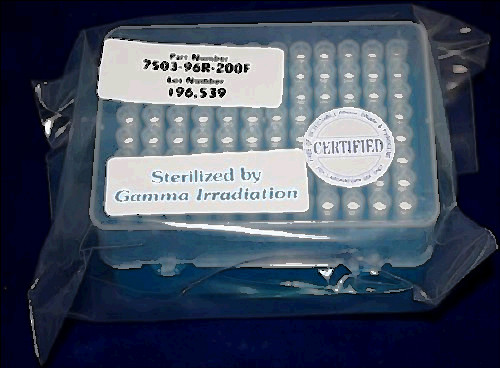 Part Number
7503-96R-200F
Lot Number
196.539
CERTIFIED
Sterilized by
Gamma Irradiation